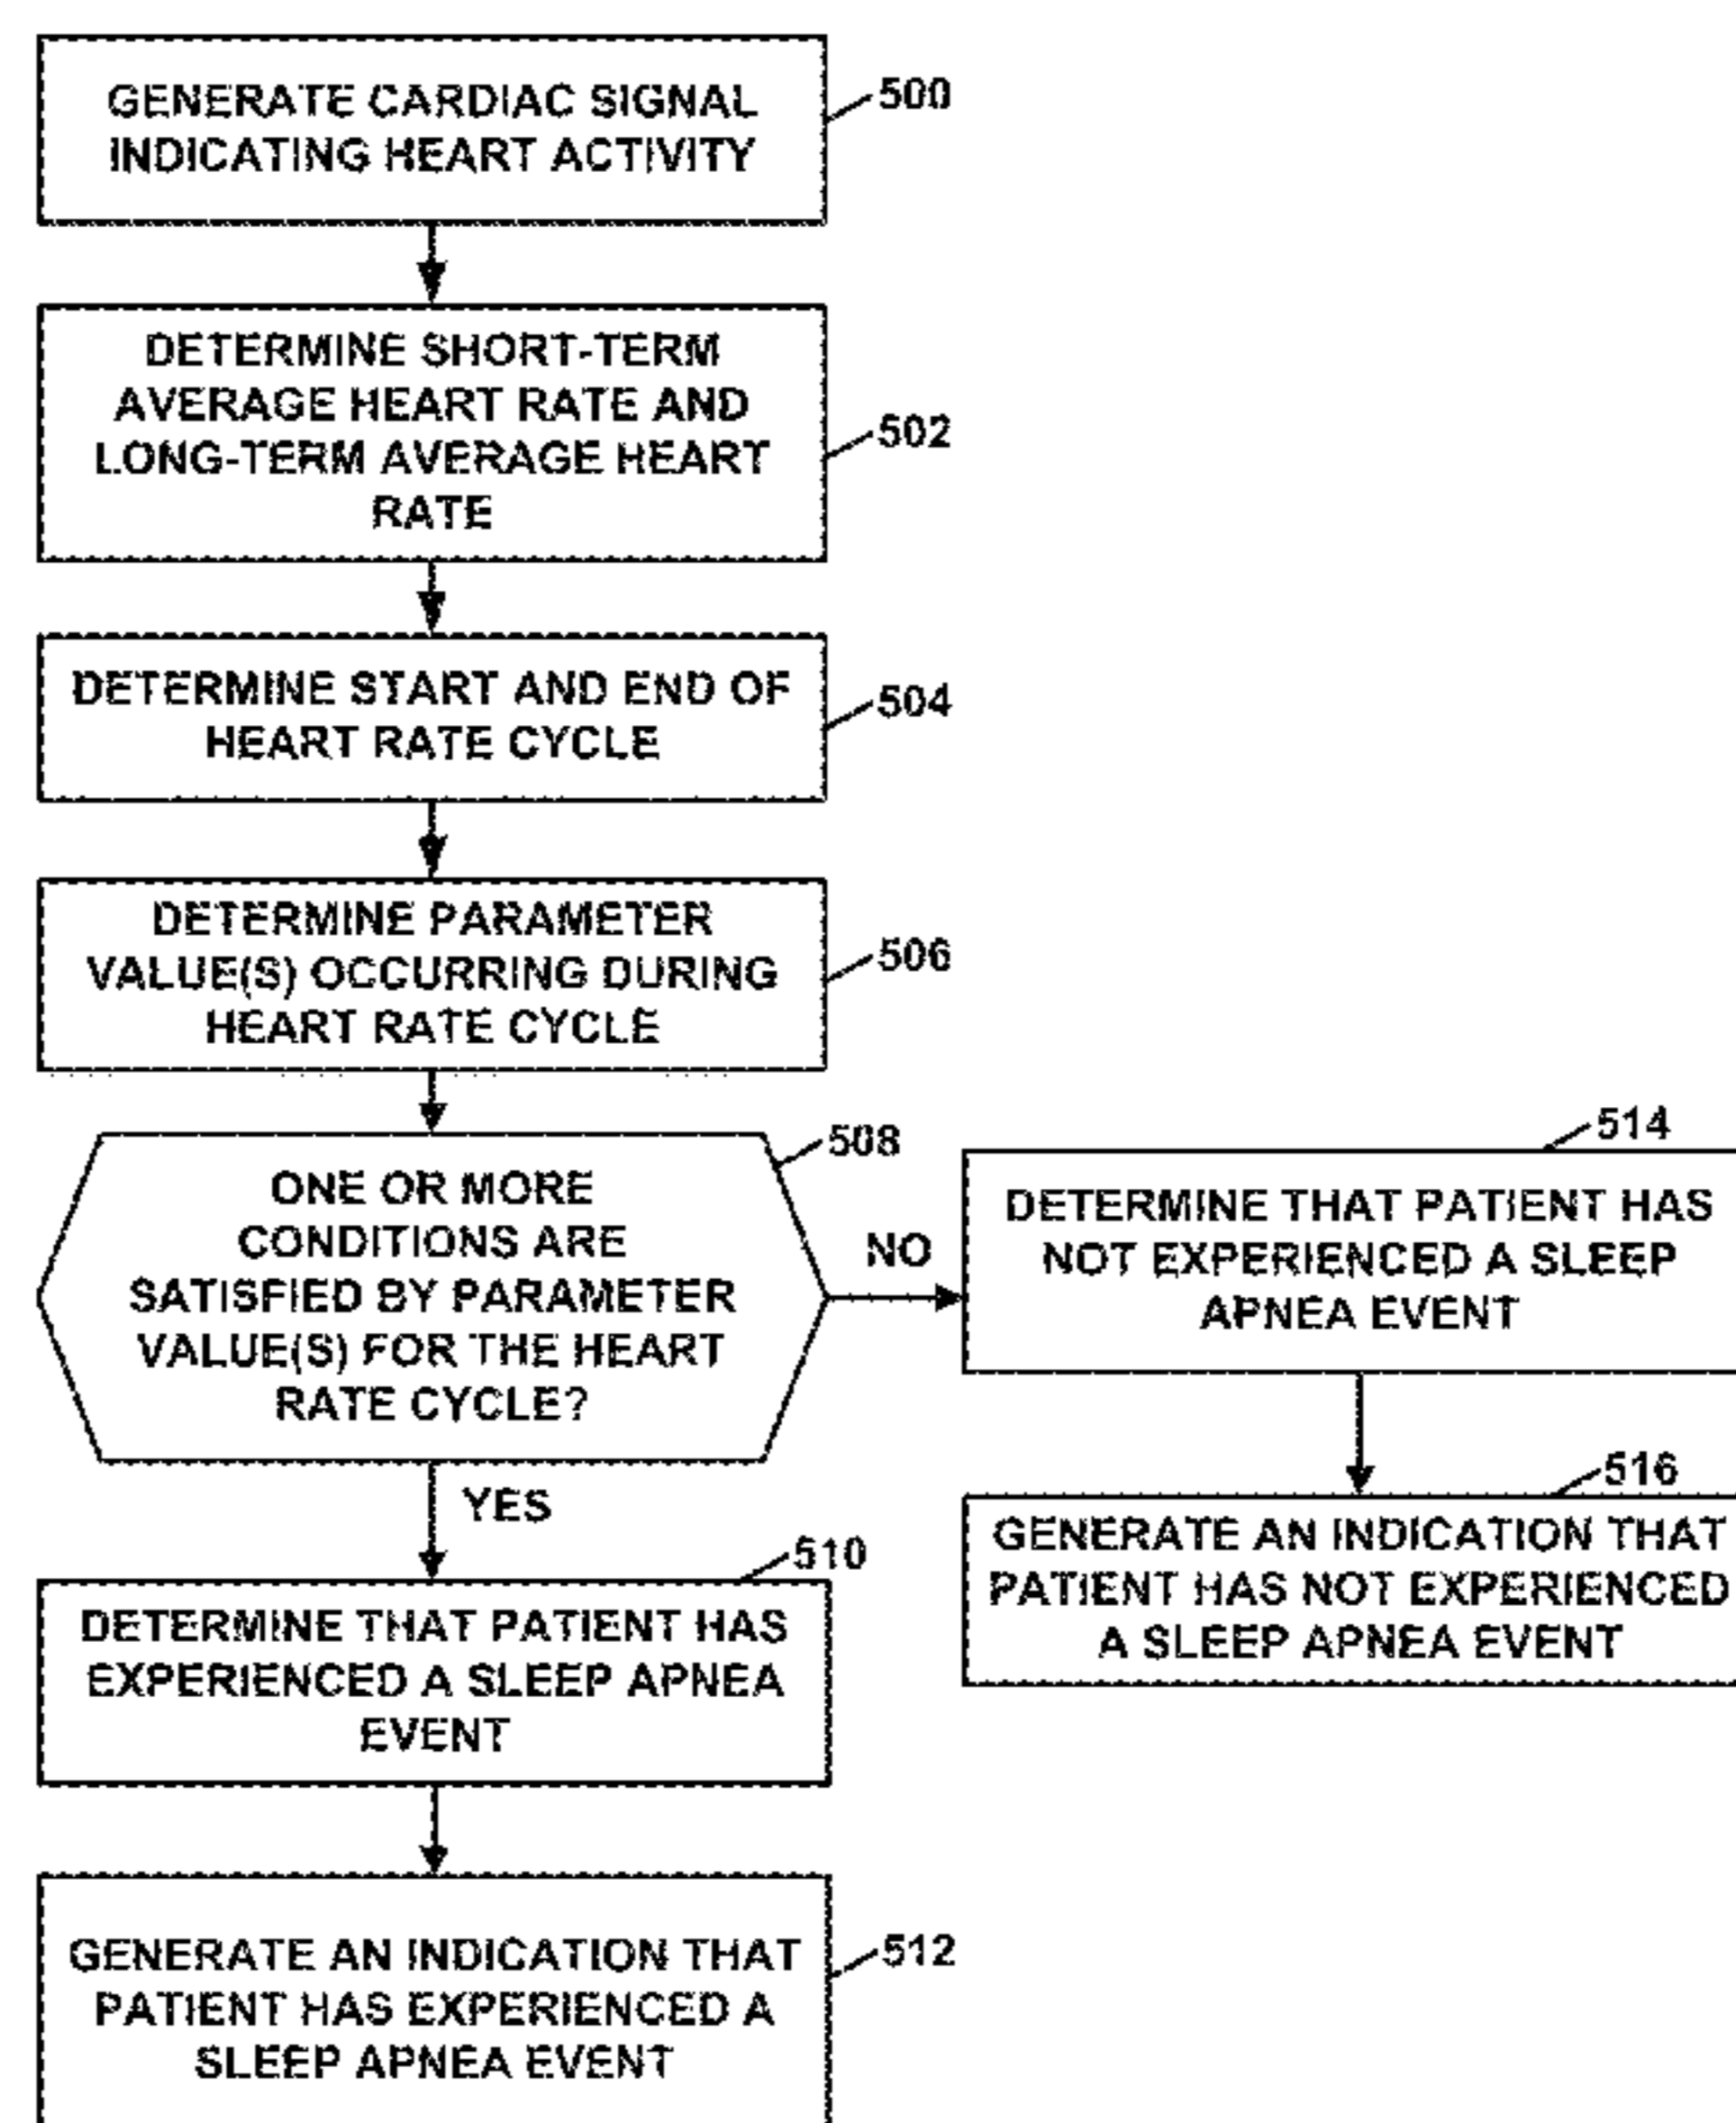 GENERATE CARDIAC SIGNAL
INDICATING HEART ACTIVITY
500
DETERMINE SHORT-TERM
AVERAGE HEART RATE AND
LONG-TERM AVERAGE HEART
RATE
502
DETERMINE START AND END OF
HEART RATE CYCLE
504
DETERMINE PARAMETER
VALUE(S) OCCURRING DURING
HEART RATE CYCLE
506
ONE OR MORE
CONDITIONS ARE
SATISFIED BY PARAMETER
VALUE(S) FOR THE HEART
RATE CYCLE?
508
NO
514
DETERMINE THAT PATIENT HAS
NOT EXPERIENCED A SLEEP
APNEA EVENT
516
GENERATE AN INDICATION THAT
PATIENT HAS NOT EXPERIENCED
A SLEEP APNEA EVENT
YES
510
DETERMINE THAT PATIENT HAS
EXPERIENCED A SLEEP APNEA
EVENT
GENERATE AN INDICATION THAT
PATIENT HAS EXPERIENCED A
SLEEP APNEA EVENT
512